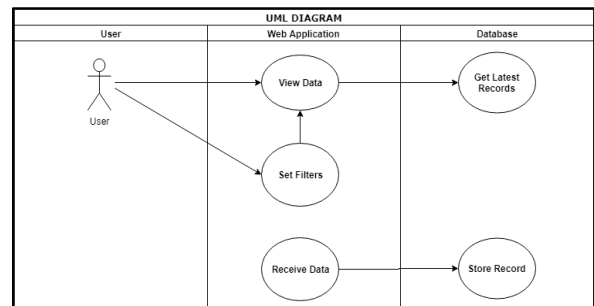 UML DIAGRAM
User
Web Application
Database
View Data
Get Latest
Records
User
Set Filters
Receive Data
Store Record